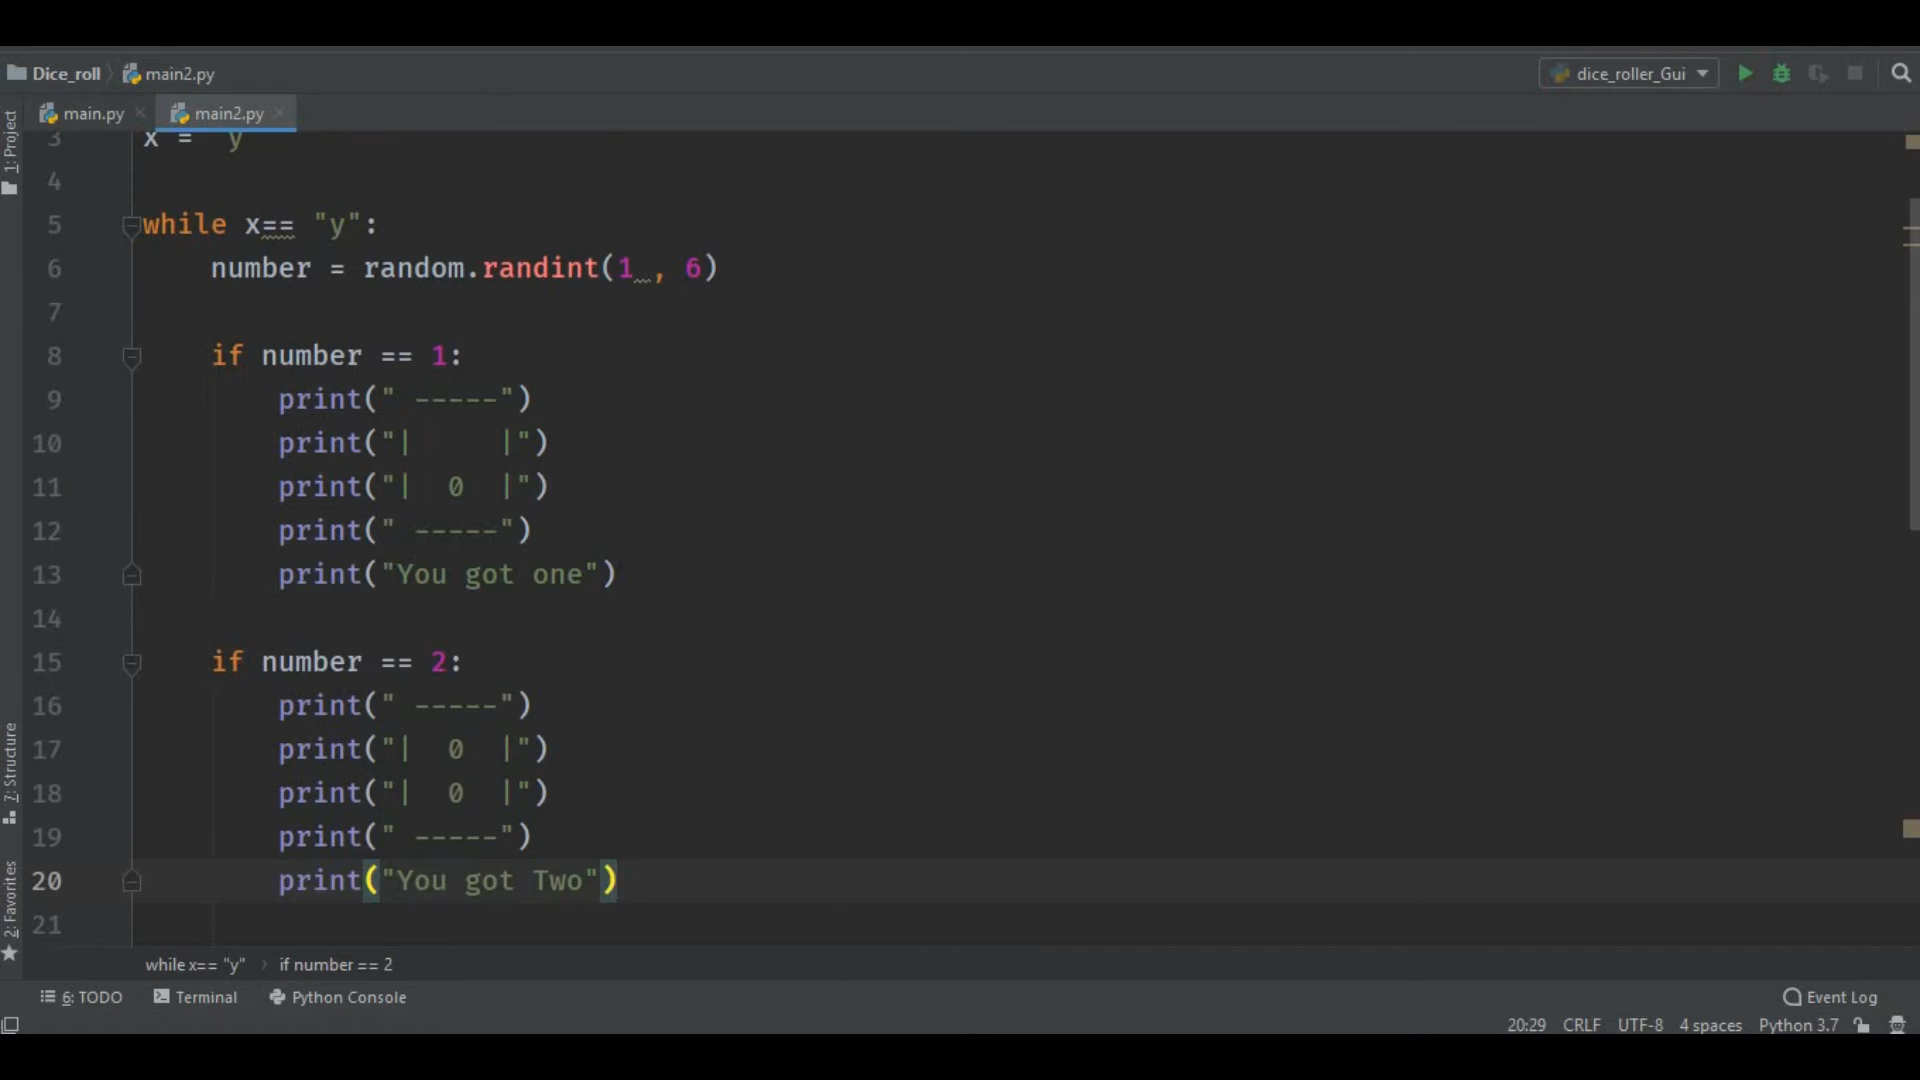 Dice_roll main2.py dice_roller_Gui
main.py main2.py
1: Project
7: Structure
2: Favorites
3 x = "y"
4
5 while x== "y":
6 number = random.randint(1 , 6)
7
8 if number == 1:
9 print(" -----")
10 print("|     |")
11 print("|  0  |")
12 print(" -----")
13 print("You got one")
14
15 if number == 2:
16 print(" -----")
17 print("|  0  |")
18 print("|  0  |")
19 print(" -----")
20 print("You got Two")
21
while x== "y" › if number == 2
6: TODO Terminal Python Console Event Log
20:29 CRLF UTF-8 4 spaces Python 3.7